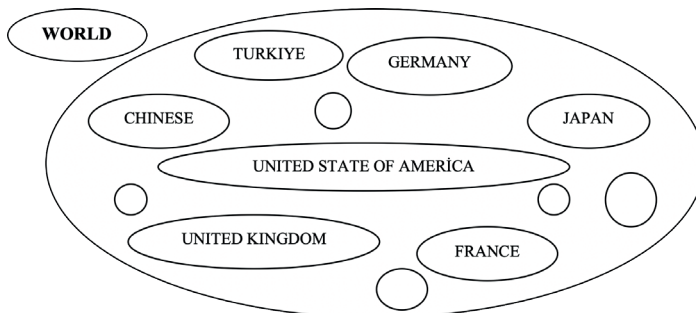 WORLD
TURKIYE
GERMANY
CHINESE
JAPAN
UNITED STATE OF AMERİCA
UNITED KINGDOM
FRANCE